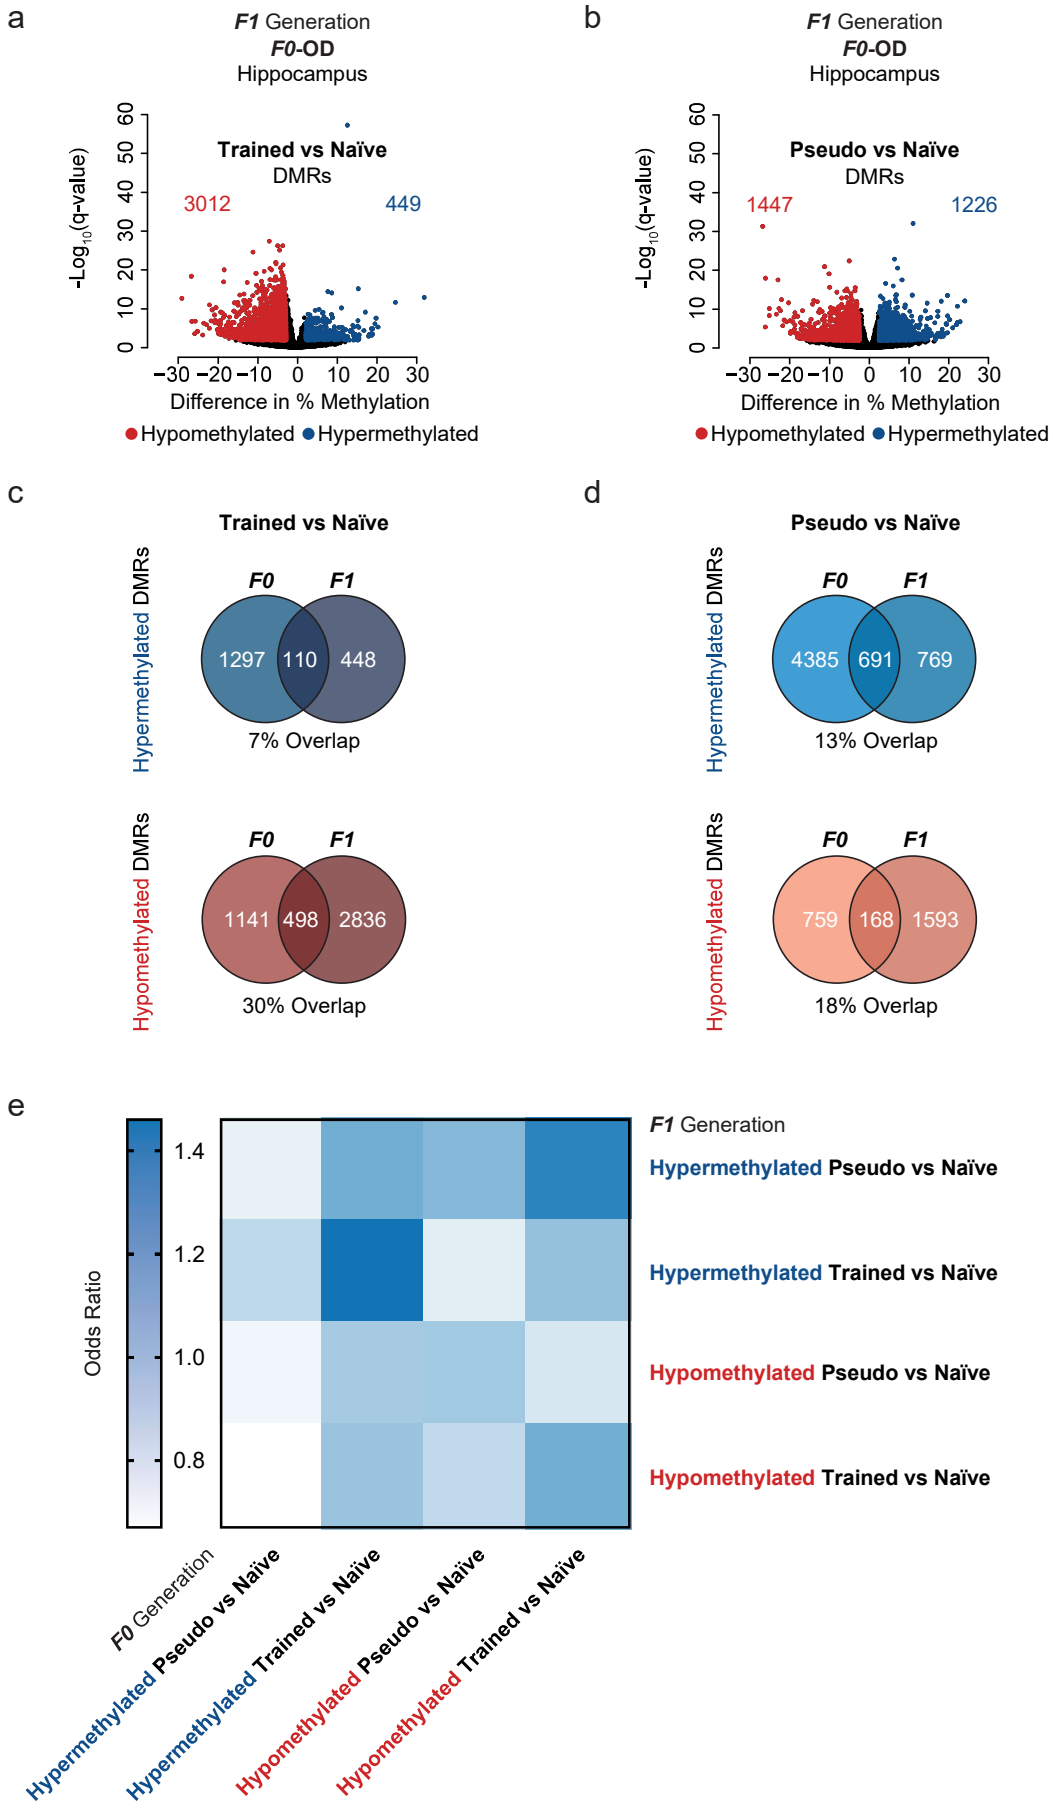 a
F1 Generation
F0-OD
Hippocampus
Trained vs Naïve
DMRs
3012
449
-Log10(q-value)
60
50
40
30
20
10
0
−30 −20 −10 0 10 20 30
Difference in % Methylation
Hypomethylated Hypermethylated
b
F1 Generation
F0-OD
Hippocampus
Pseudo vs Naïve
DMRs
1447
1226
-Log10(q-value)
60
50
40
30
20
10
0
−30 −20 −10 0 10 20 30
Difference in % Methylation
Hypomethylated Hypermethylated
c
Trained vs Naïve
Hypermethylated DMRs
F0 F1
1297 110 448
7% Overlap
Hypomethylated DMRs
F0 F1
1141 498 2836
30% Overlap
d
Pseudo vs Naïve
Hypermethylated DMRs
F0 F1
4385 691 769
13% Overlap
Hypomethylated DMRs
F0 F1
759 168 1593
18% Overlap
e
Odds Ratio
1.4
1.2
1.0
0.8
F1 Generation
Hypermethylated Pseudo vs Naïve
Hypermethylated Trained vs Naïve
Hypomethylated Pseudo vs Naïve
Hypomethylated Trained vs Naïve
F0 Generation
Hypermethylated Pseudo vs Naïve
Hypermethylated Trained vs Naïve
Hypomethylated Pseudo vs Naïve
Hypomethylated Trained vs Naïve